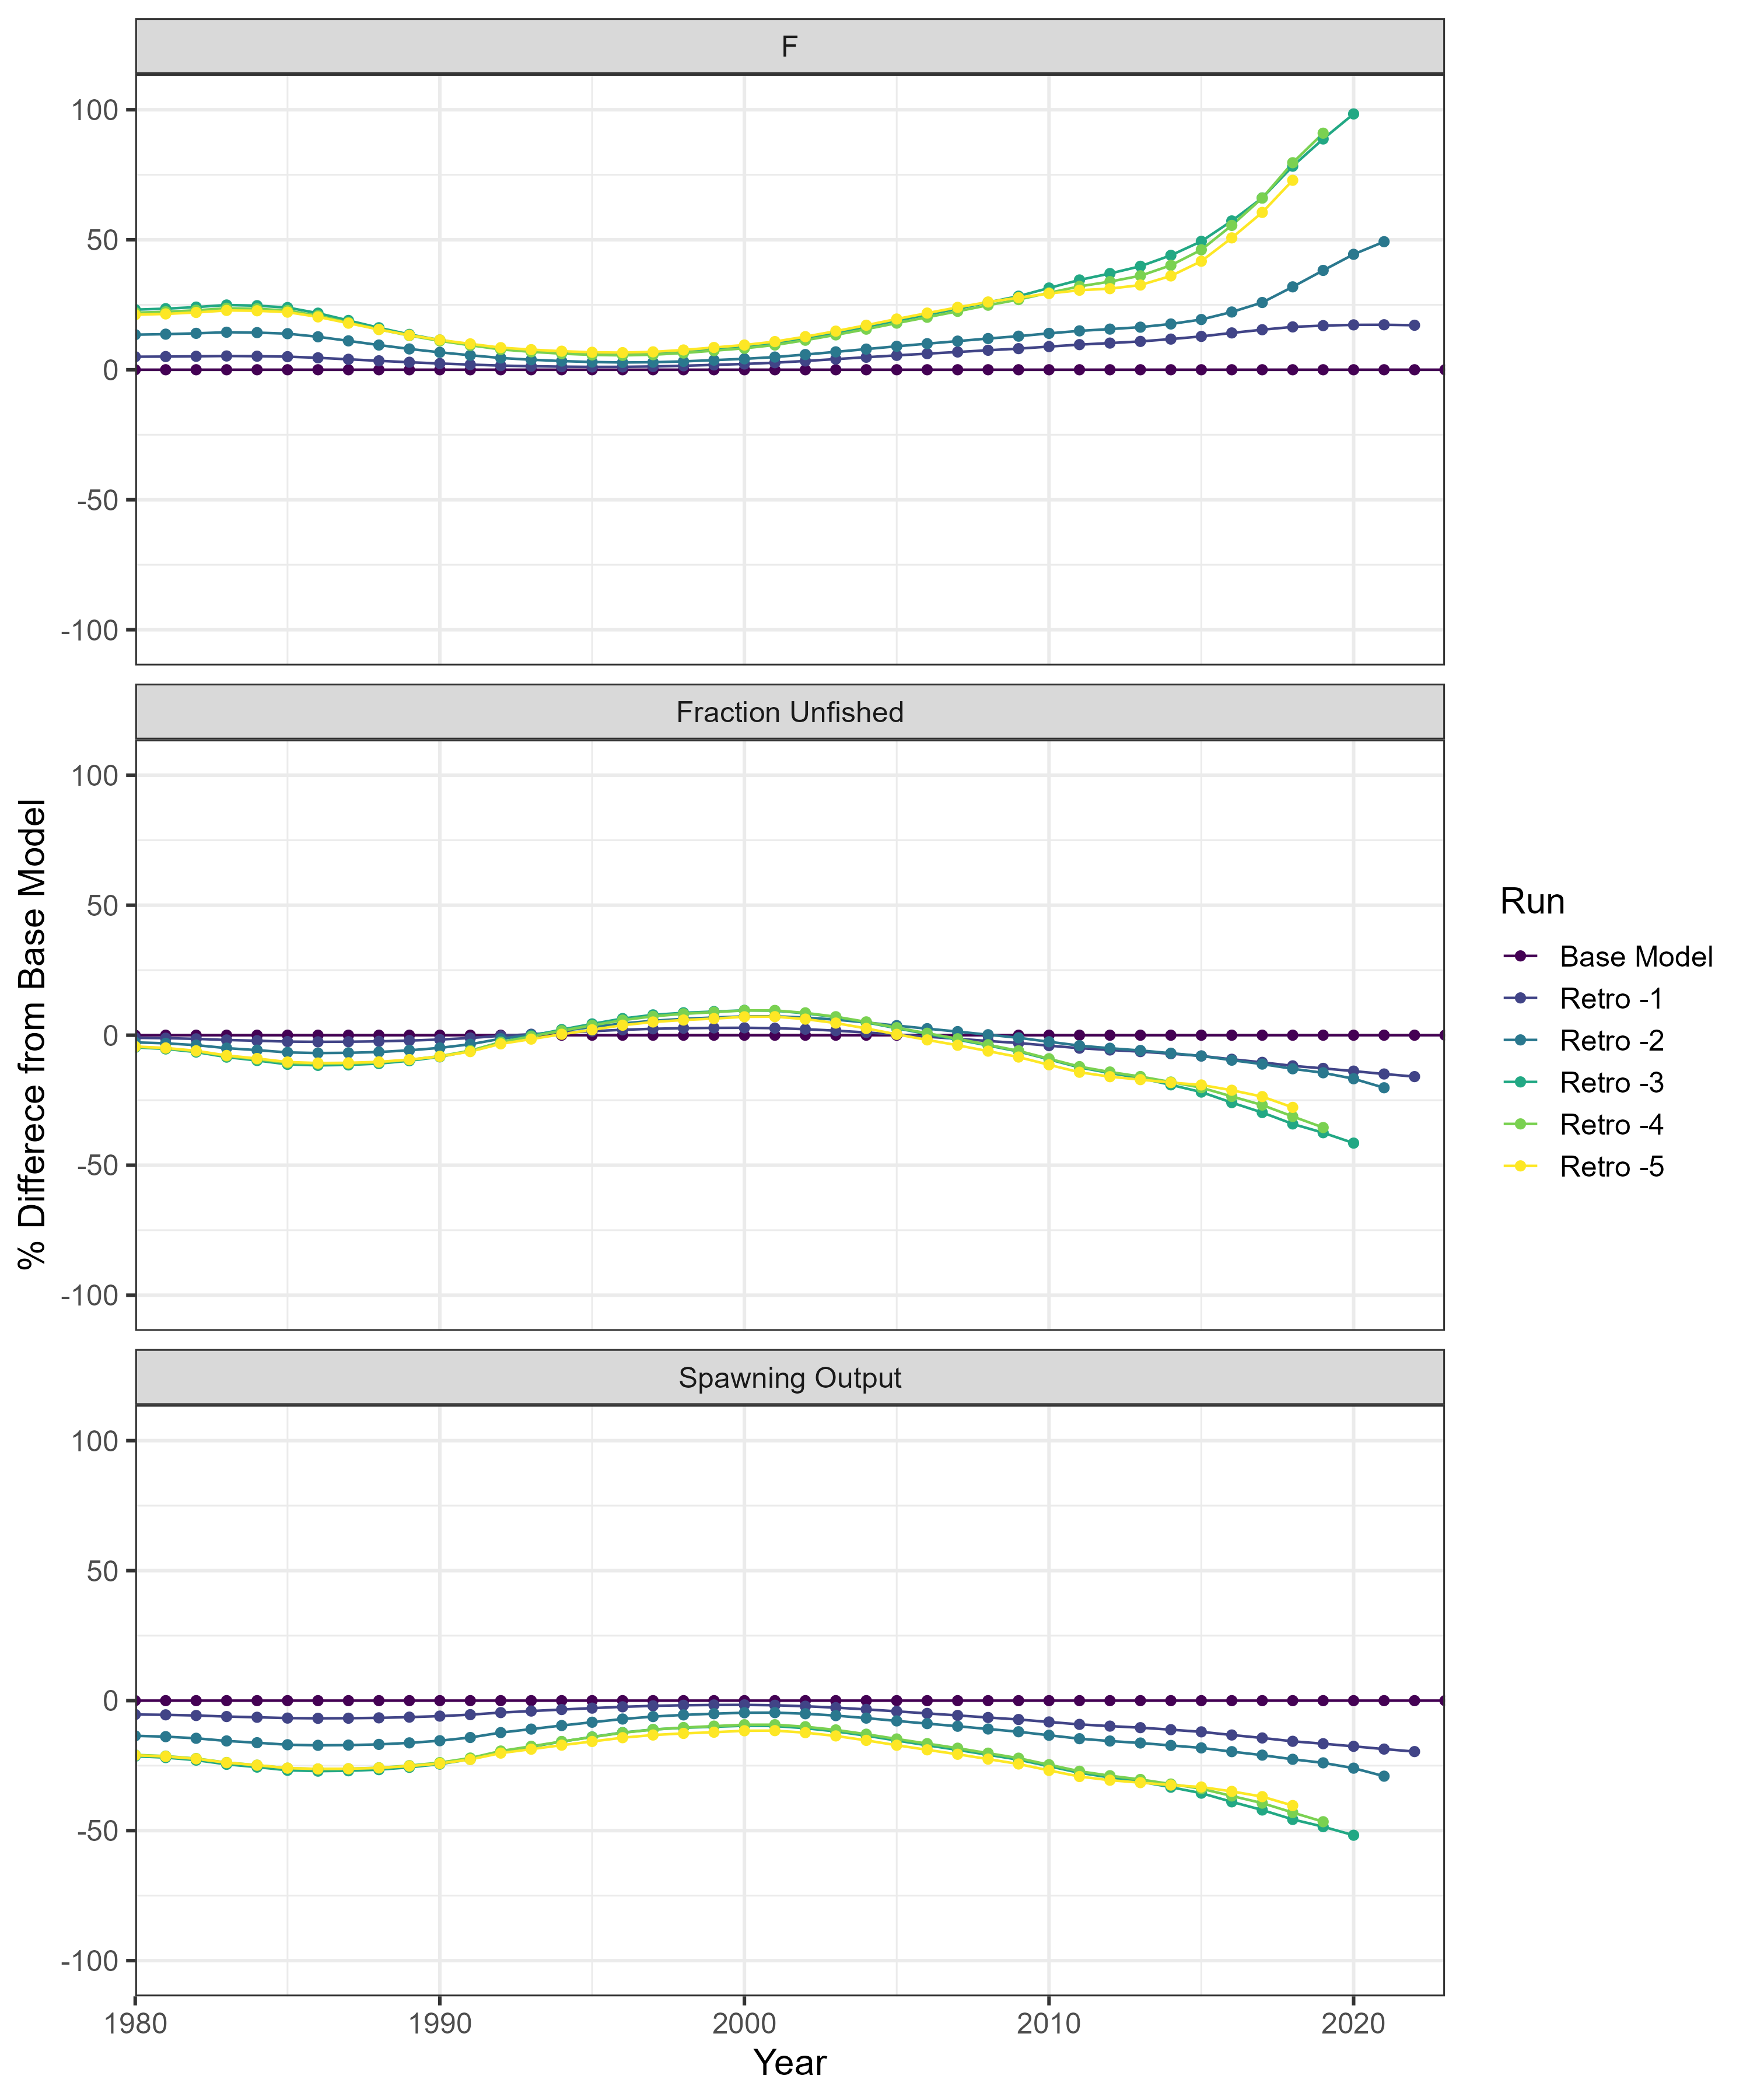 F
100
50
0
-50
-100
Fraction Unfished
100
50
0
-50
-100
% Differece from Base Model
Spawning Output
100
50
0
-50
-100
1980 1990 2000 2010 2020
Year
Run
Base Model
Retro -1
Retro -2
Retro -3
Retro -4
Retro -5